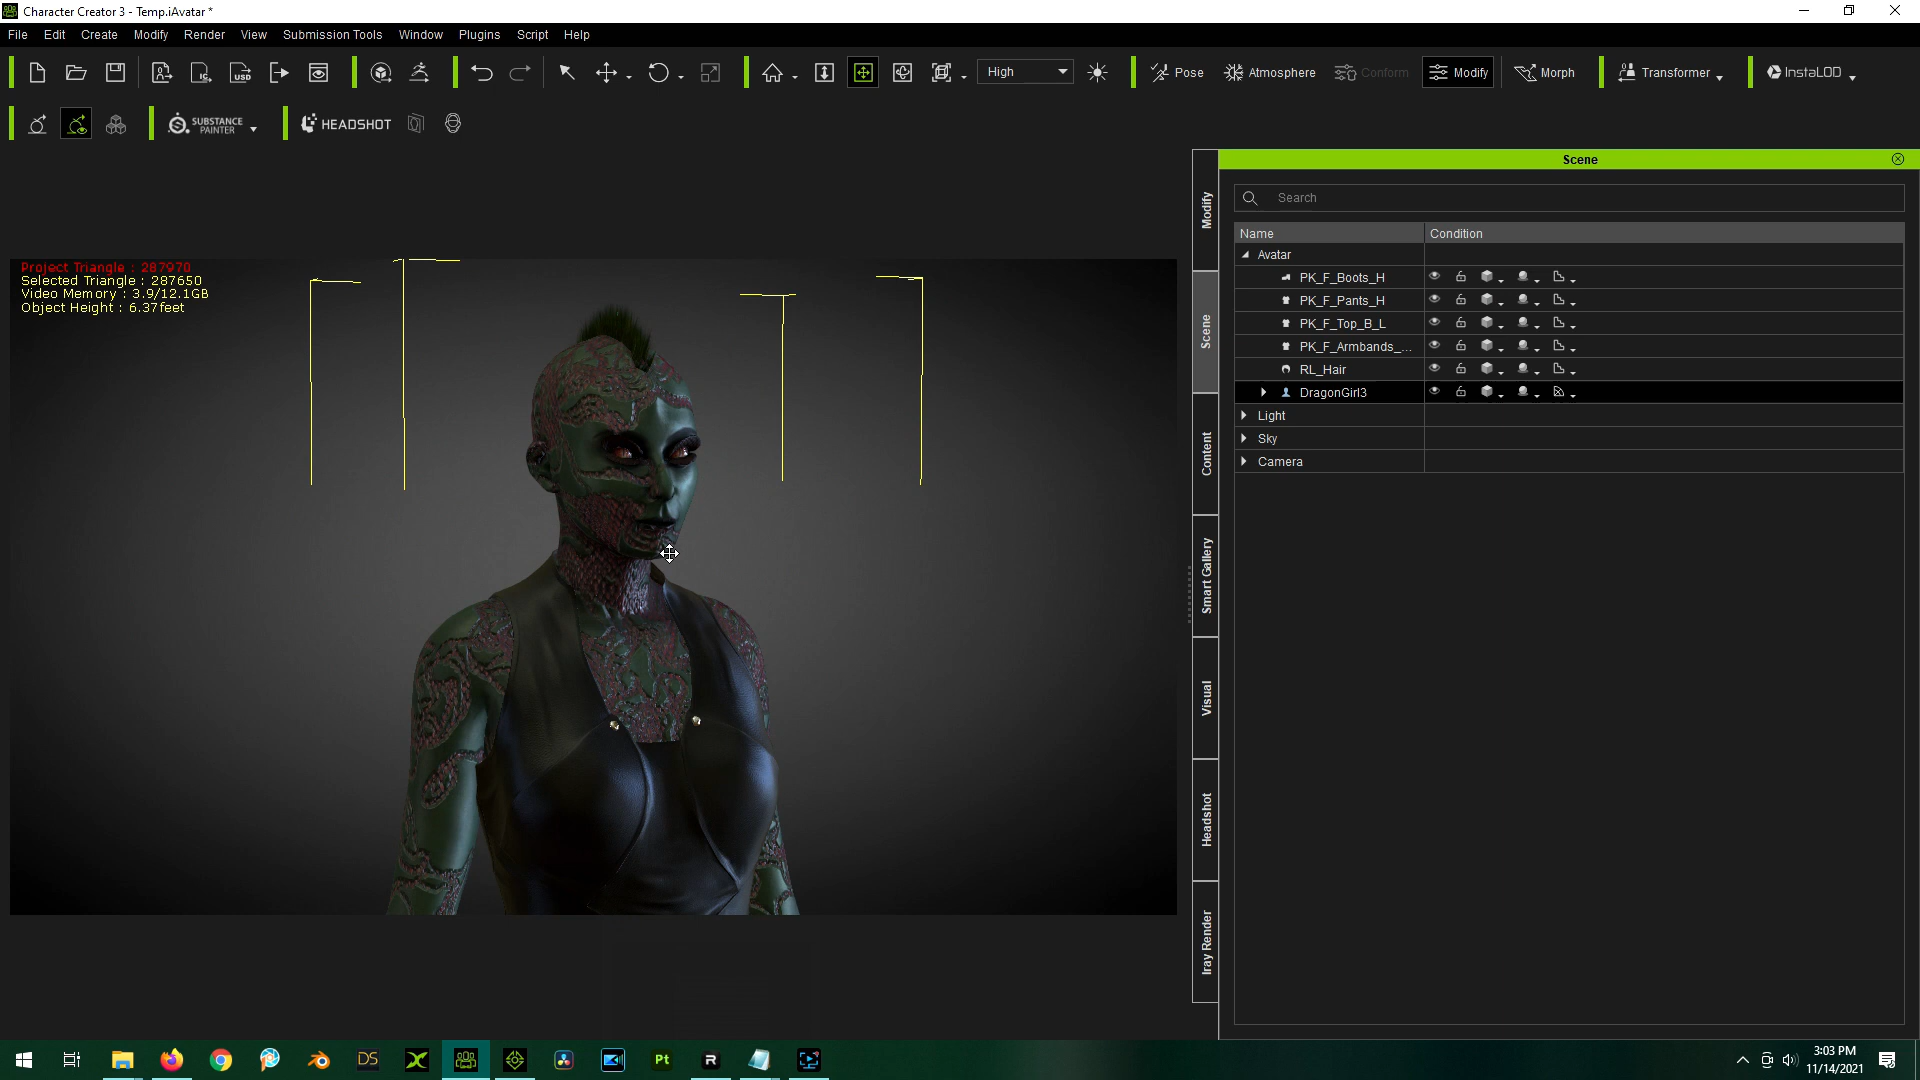 Character Creator 3 - Temp.iAvatar *
File Edit Create Modify Render View Submission Tools Window Plugins Script Help
High Pose Atmosphere Conform Modify Morph Transformer InstaLOD
SUBSTANCE PAINTER HEADSHOT
Project Triangle : 287970
Selected Triangle : 287650
Video Memory : 3.9/12.1GB
Object Height : 6.37feet
Modify
Scene
Content
Smart Gallery
Visual
Headshot
Iray Render
Scene
Search
Name Condition
Avatar
PK_F_Boots_H
PK_F_Pants_H
PK_F_Top_B_L
PK_F_Armbands_...
RL_Hair
DragonGirl3
Light
Sky
Camera
DS Pt R
3:03 PM
11/14/2021